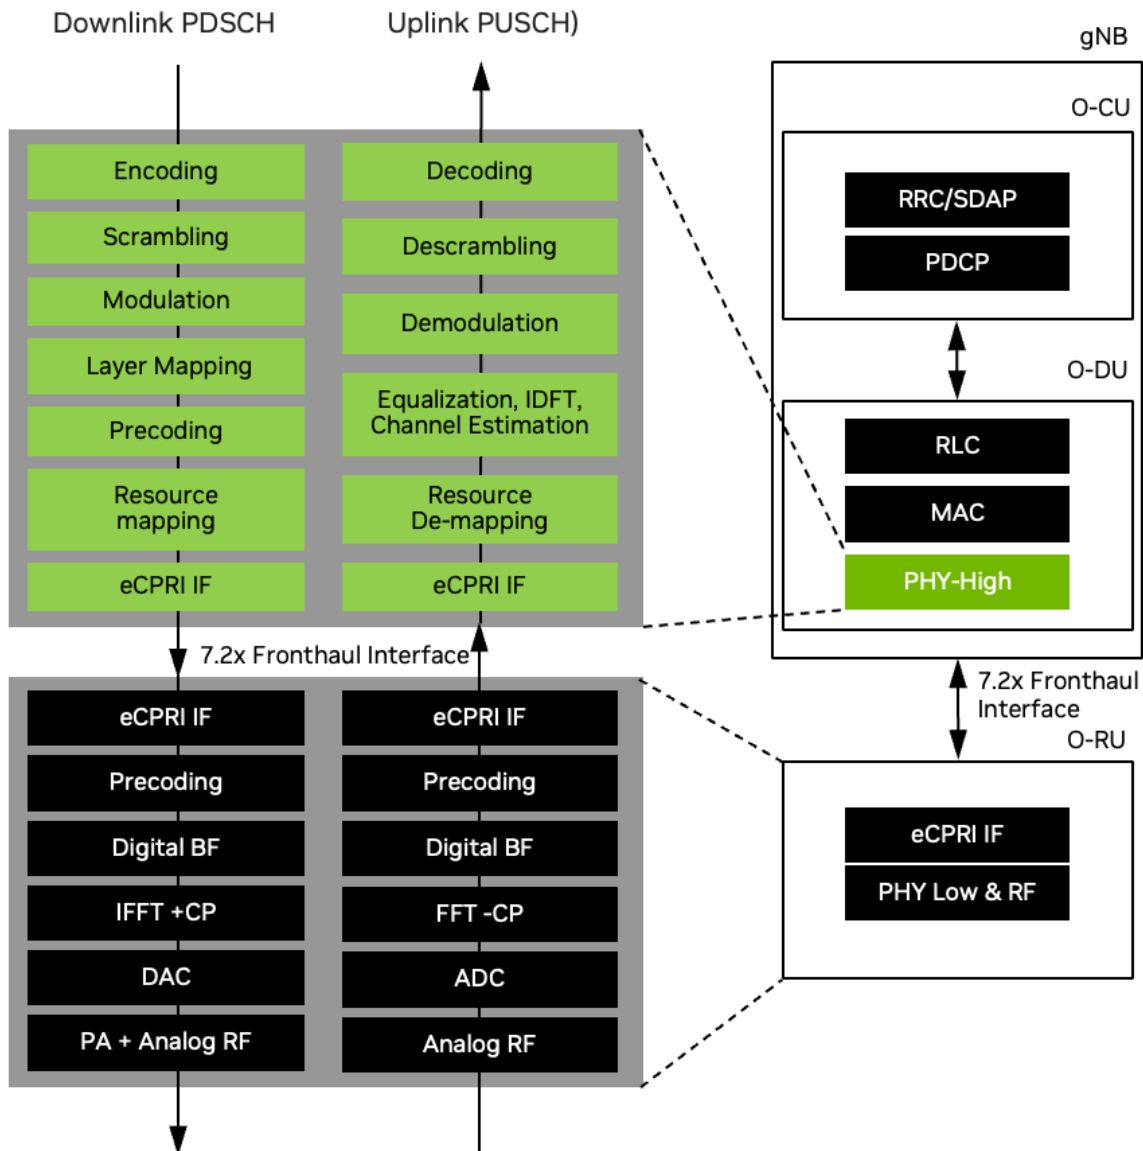 Downlink PDSCH
Uplink PUSCH)
Encoding
Scrambling
Modulation
Layer Mapping
Precoding
Resource
mapping
eCPRI IF
Decoding
Descrambling
Demodulation
Equalization, IDFT,
Channel Estimation
Resource
De-mapping
eCPRI IF
7.2x Fronthaul Interface
eCPRI IF
Precoding
Digital BF
IFFT +CP
DAC
PA + Analog RF
eCPRI IF
Precoding
Digital BF
FFT -CP
ADC
Analog RF
gNB
O-CU
RRC/SDAP
PDCP
O-DU
RLC
MAC
PHY-High
7.2x Fronthaul
Interface
O-RU
eCPRI IF
PHY Low & RF